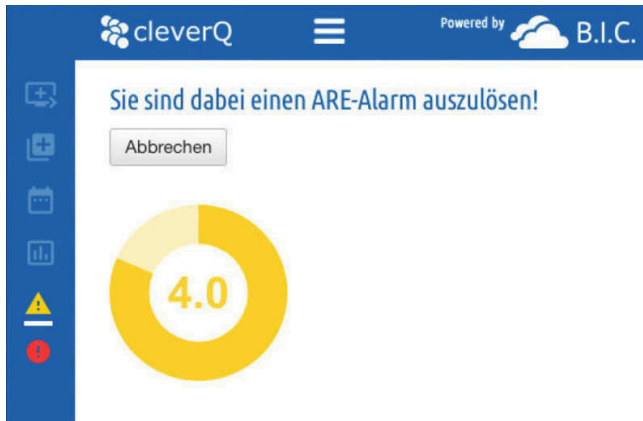 cleverQ
Powered by
B.I.C.
Sie sind dabei einen ARE-Alarm auszulösen!
Abbrechen
4.0